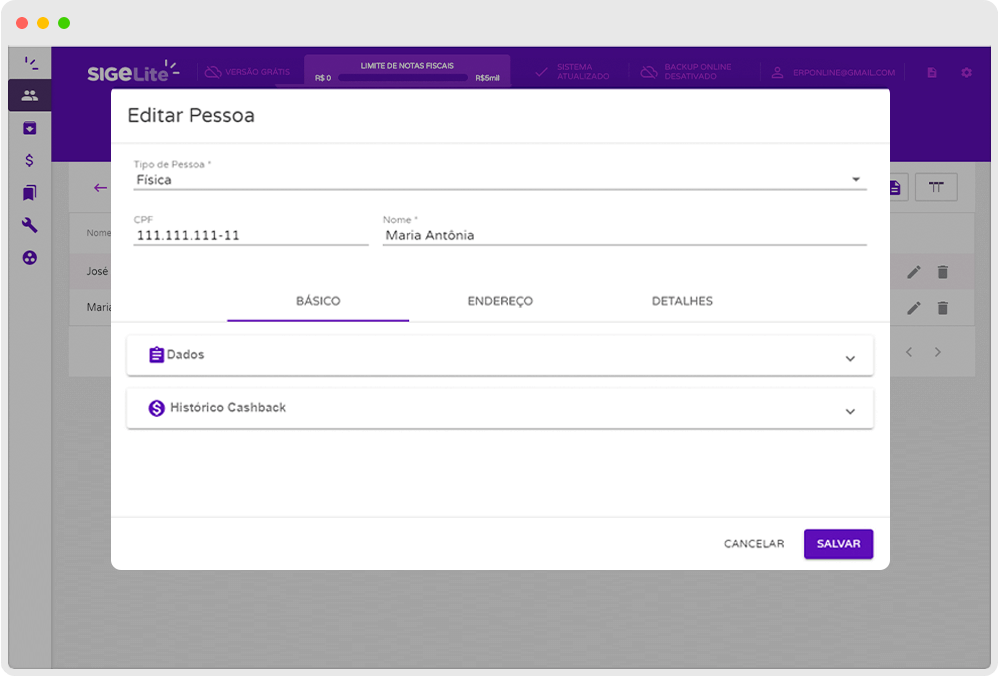 SIGELite
VERSÃO GRÁTIS
LIMITE DE NOTAS FISCAIS
R$ 0
R$5mil
SISTEMA
ATUALIZADO
BACKUP ONLINE
DESATIVADO
ERPONLINE@GMAIL.COM
Editar Pessoa
Tipo de Pessoa *
Física
CPF
111.111.111-11
Nome *
Maria Antônia
Nome
José
Maria
BÁSICO
ENDEREÇO
DETALHES
Dados
Histórico Cashback
CANCELAR
SALVAR